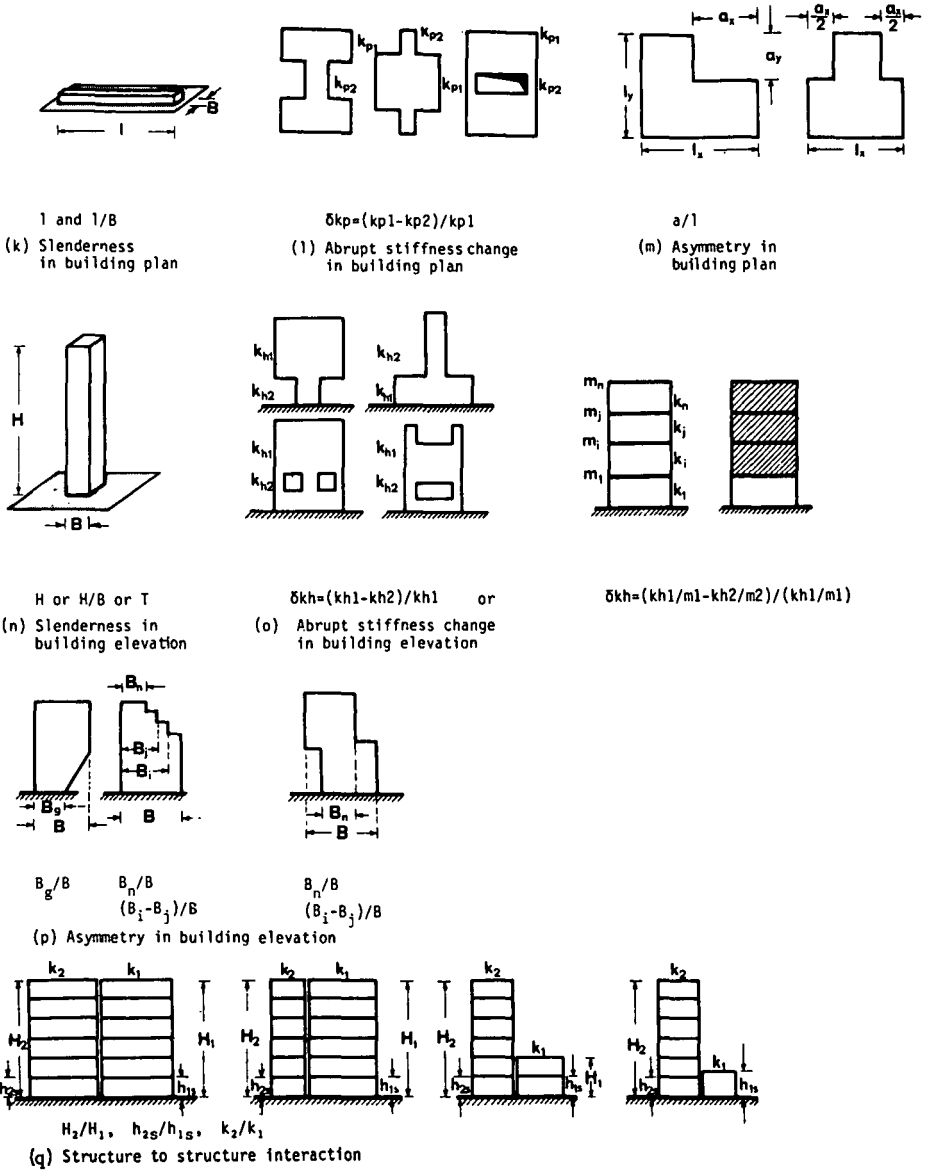 B
l
k_p1
k_p2
k_p2
k_p1
k_p1
k_p2
a_x
a_y
l_y
l_x
a_x/2
a_x/2
l_x
l and l/B
(k) Slenderness
in building plan
δkp=(kp1-kp2)/kp1
(l) Abrupt stiffness change
in building plan
a/l
(m) Asymmetry in
building plan
H
B
k_h1
k_h2
k_h2
k_h1
k_h1
k_h2
k_h1
k_h2
m_n
m_j
m_i
m_1
k_n
k_j
k_i
k_1
H or H/B or T
(n) Slenderness in
building elevation
δkh=(kh1-kh2)/kh1 or
(o) Abrupt stiffness change
in building elevation
δkh=(kh1/m1-kh2/m2)/(kh1/m1)
B_g
B
B_n
B_j
B_i
B
B_n
B
B_g/B
B_n/B
(B_i-B_j)/B
B_n/B
(B_i-B_j)/B
(p) Asymmetry in building elevation
k_2 k_1
H_2
H_1
h_2s
h_1s
k_2 k_1
H_2
H_1
h_2s
h_1s
k_2
H_2
k_1
H_1
h_2s
h_1s
k_2
H_2
k_1
h_2s
h_1s
H_2/H_1, h_2s/h_1s, k_2/k_1
(q) Structure to structure interaction